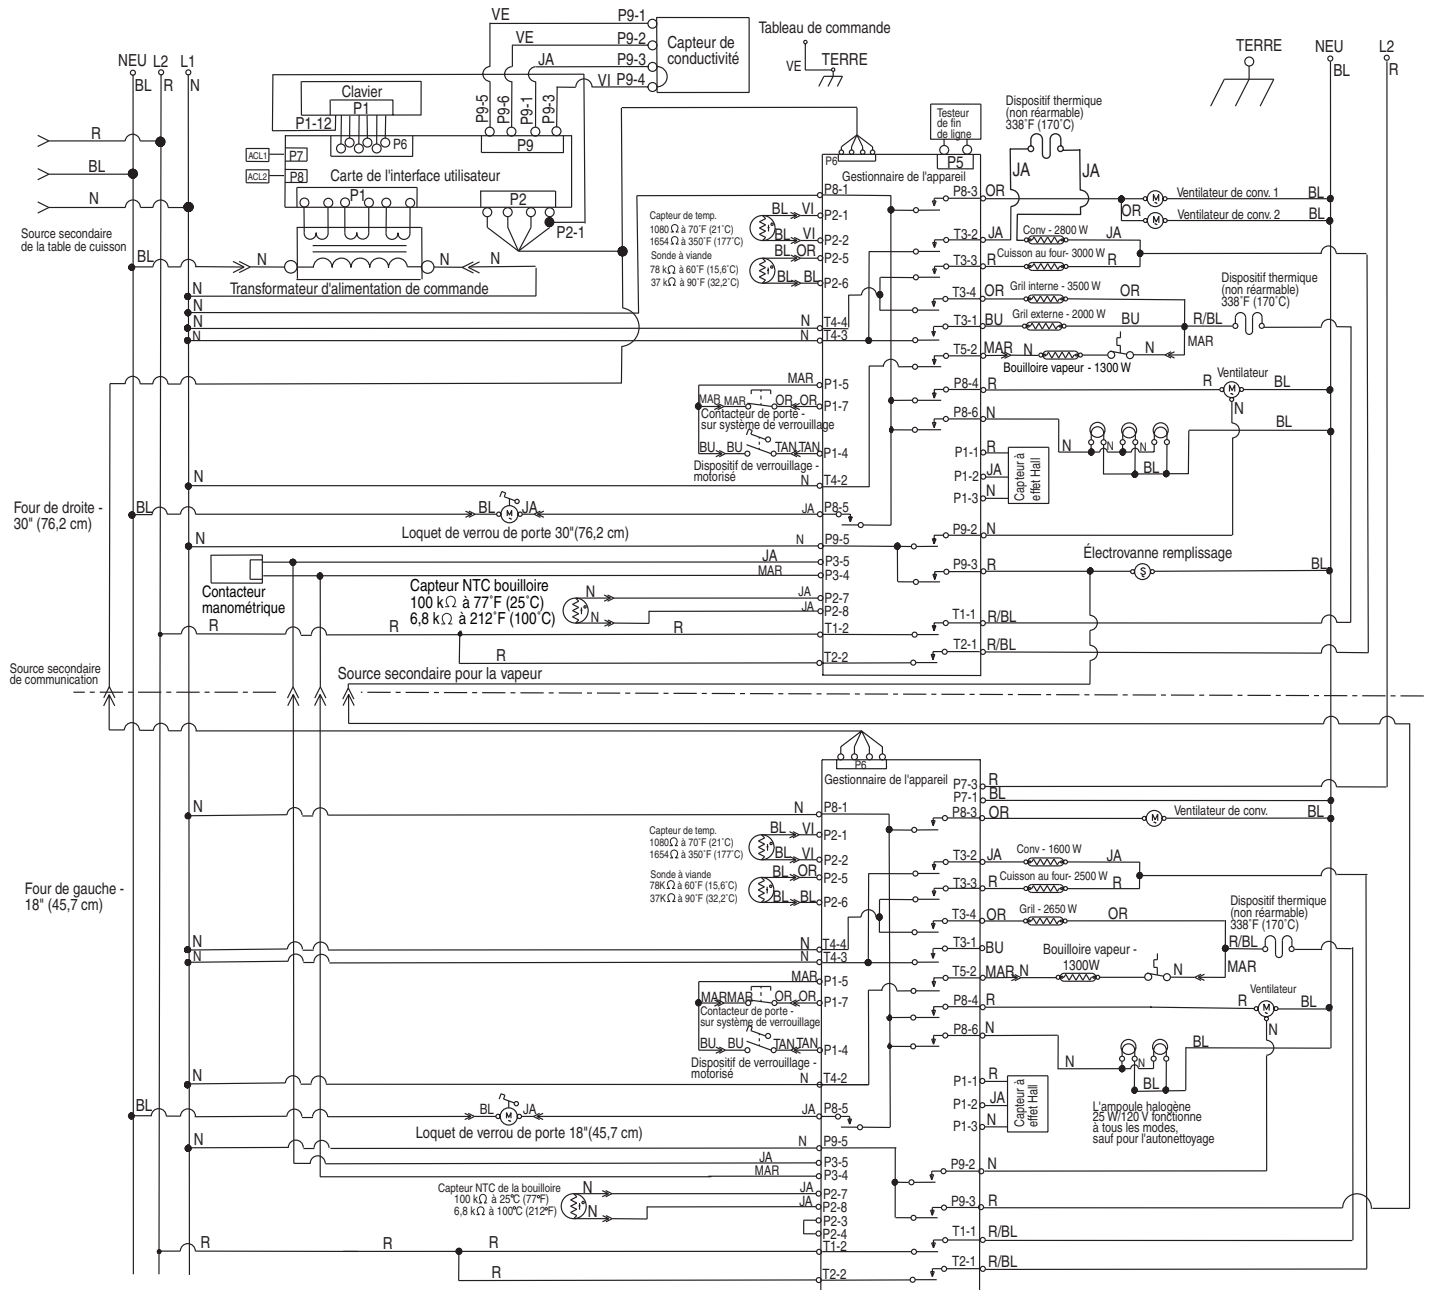 VE P9-1
VE P9-2
JA P9-3
VI P9-4
Capteur de
conductivité
Tableau de commande
VE TERRE
TERRE
NEU L2 L1
BL R N
NEU L2
BL R
Clavier
P1
P1-12
P6
P9-5 P9-6 P9-1 P9-3
P9
ACL1 P7
ACL2 P8
Carte de l'interface utilisateur
P1
P2
P2-1
R
BL
N
Source secondaire
de la table de cuisson
BL N N N
Transformateur d'alimentation de commande
N
N
N
N
Testeur
de fin
de ligne
P5
P6
Gestionnaire de l'appareil
Dispositif thermique
(non réarmable)
338°F (170°C)
JA JA
P8-1
Capteur de temp.
1080 Ω à 70°F (21°C)
1654 Ω à 350°F (177°C)
BL VI P2-1
BL VI P2-2
Sonde à viande
78 kΩ à 60°F (15,6°C)
37 kΩ à 90°F (32,2°C)
BL OR P2-5
BL BL P2-6
P8-3 OR
Ventilateur de conv. 1 BL
OR Ventilateur de conv. 2 BL
T3-2 JA Conv - 2800 W JA
T3-3 R Cuisson au four- 3000 W R
T3-4 OR Gril interne - 3500 W OR
T3-1 BU Gril externe - 2000 W BU R/BL
Dispositif thermique
(non réarmable)
338°F (170°C)
MAR
T5-2 MAR N N
Bouilloire vapeur - 1300 W
N T4-4
N T4-3
MAR P1-5
MAR MAR OR OR P1-7
Contacteur de porte -
sur système de verrouillage
BU BU TAN TAN P1-4
Dispositif de verrouillage -
motorisé
P8-4 R
Ventilateur
R M BL
N
P8-6 N
N N N BL
BL
P1-1 R
P1-2 JA
P1-3 N
Capteur à
effet Hall
N N T4-2
Four de droite -
30" (76,2 cm)
BL BL M JA JA P8-5
Loquet de verrou de porte 30"(76,2 cm)
N N P9-5
P9-2 N
JA P3-5
MAR P3-4
Contacteur
manométrique
P9-3 R
Électrovanne remplissage
S BL
Capteur NTC bouilloire
100 kΩ à 77°F (25°C)
6,8 kΩ à 212°F (100°C)
N JA P2-7
N JA P2-8
R R R T1-2
R T2-2
T1-1 R/BL
T2-1 R/BL
Source secondaire
de communication
Source secondaire pour la vapeur
P6
Gestionnaire de l'appareil
P7-3 R
P7-1 BL
P8-3 OR M Ventilateur de conv. BL
N N P8-1
Capteur de temp.
1080Ω à 70°F (21°C)
1654 Ω à 350°F (177°C)
BL VI P2-1
BL VI P2-2
Sonde à viande
78KΩ à 60°F (15,6°C)
37KΩ à 90°F (32,2°C)
BL OR P2-5
BL BL P2-6
Four de gauche -
18" (45,7 cm)
T3-2 JA Conv - 1600 W JA
T3-3 R Cuisson au four- 2500 W R
T3-4 OR Gril - 2650 W OR
T3-1 BU
Dispositif thermique
(non réarmable)
338°F (170°C)
R/BL
MAR
Bouilloire vapeur -
1300W
T5-2 MAR N N
N N T4-4
N N T4-3
MAR P1-5
MAR MAR OR OR P1-7
Contacteur de porte -
sur système de verrouillage
BU BU TAN TAN P1-4
Dispositif de verrouillage -
motorisé
P8-4 R
Ventilateur
R M BL
N
P8-6 N
N N BL
BL
N N T4-2
P1-1 R
P1-2 JA
P1-3 N
Capteur à
effet Hall
L'ampoule halogène
25 W/120 V fonctionne
à tous les modes,
sauf pour l'autonettoyage
BL BL M JA JA P8-5
Loquet de verrou de porte 18"(45,7 cm)
N N P9-5
JA P3-5
MAR P3-4
P9-2 N
Capteur NTC de la bouilloire
100 kΩ à 25°C (77°F)
6,8 kΩ à 100°C (212°F)
N JA P2-7
N JA P2-8
P2-3
P2-4
P9-3 R
R R R T1-2
R T2-2
T1-1 R/BL
T2-1 R/BL